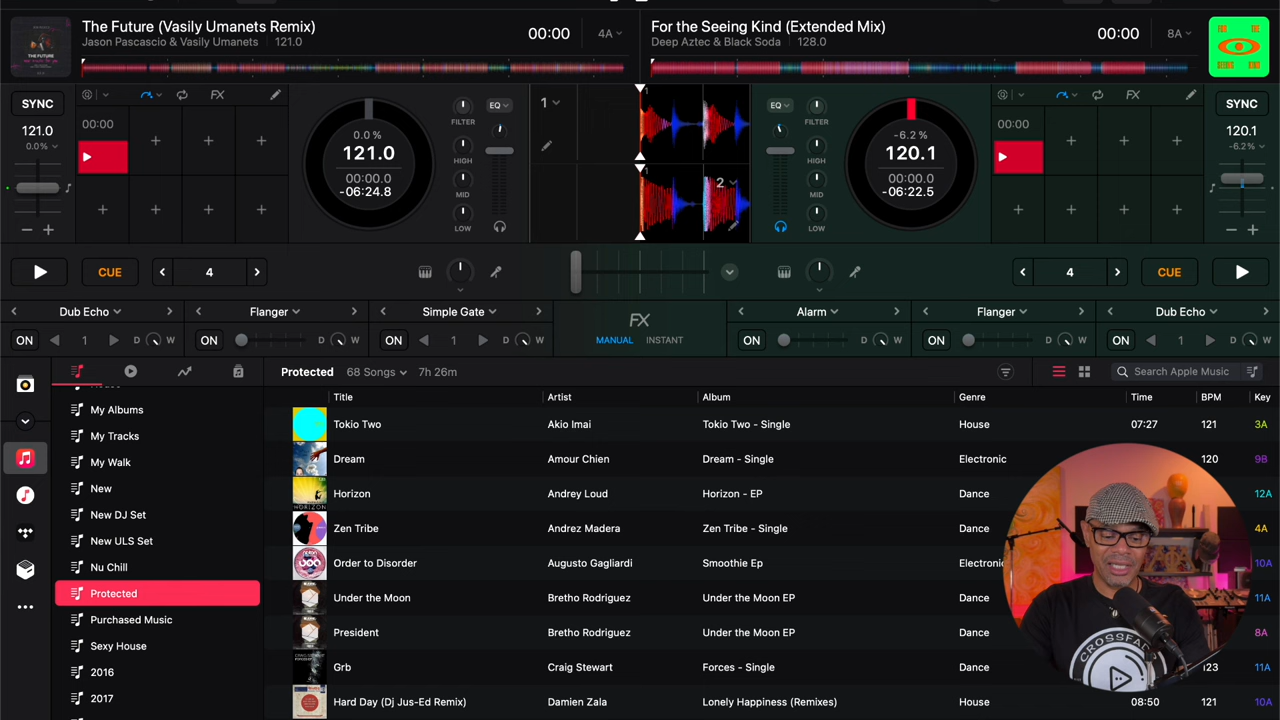 The Future (Vasily Umanets Remix)
Jason Pascascio & Vasily Umanets 121.0
00:00
4A
For the Seeing Kind (Extended Mix)
Deep Aztec & Black Soda 128.0
00:00
8A
SYNC
121.0
0.0%
FX
00:00
0.0 %
121.0
00:00.0
-06:24.8
EQ
FILTER
HIGH
MID
LOW
1
2
EQ
FILTER
HIGH
MID
LOW
-6.2 %
120.1
00:00.0
-06:22.5
FX
00:00
SYNC
120.1
-6.2%
CUE
4
4
CUE
Dub Echo
Flanger
Simple Gate
FX
MANUAL
INSTANT
Alarm
Flanger
Dub Echo
ON
1
D
W
ON
D
W
ON
1
D
W
ON
D
W
ON
D
W
ON
1
D
W
Protected 68 Songs 7h 26m
Search Apple Music
Title Artist Album Genre Time BPM Key
My Albums
My Tracks
My Walk
New
New DJ Set
New ULS Set
Nu Chill
Protected
Purchased Music
Sexy House
2016
2017
Tokio Two Akio Imai Tokio Two - Single House 07:27 121 3A
Dream Amour Chien Dream - Single Electronic 120 9B
Horizon Andrey Loud Horizon - EP Dance 12A
Zen Tribe Andrez Madera Zen Tribe - Single Dance 4A
Order to Disorder Augusto Gagliardi Smoothie Ep Electronic 10A
Under the Moon Bretho Rodriguez Under the Moon EP Dance 11A
President Bretho Rodriguez Under the Moon EP Dance 8A
Grb Craig Stewart Forces - Single Dance 123 11A
Hard Day (Dj Jus-Ed Remix) Damien Zala Lonely Happiness (Remixes) House 08:50 121 10A
HORIZON
CROSSFA